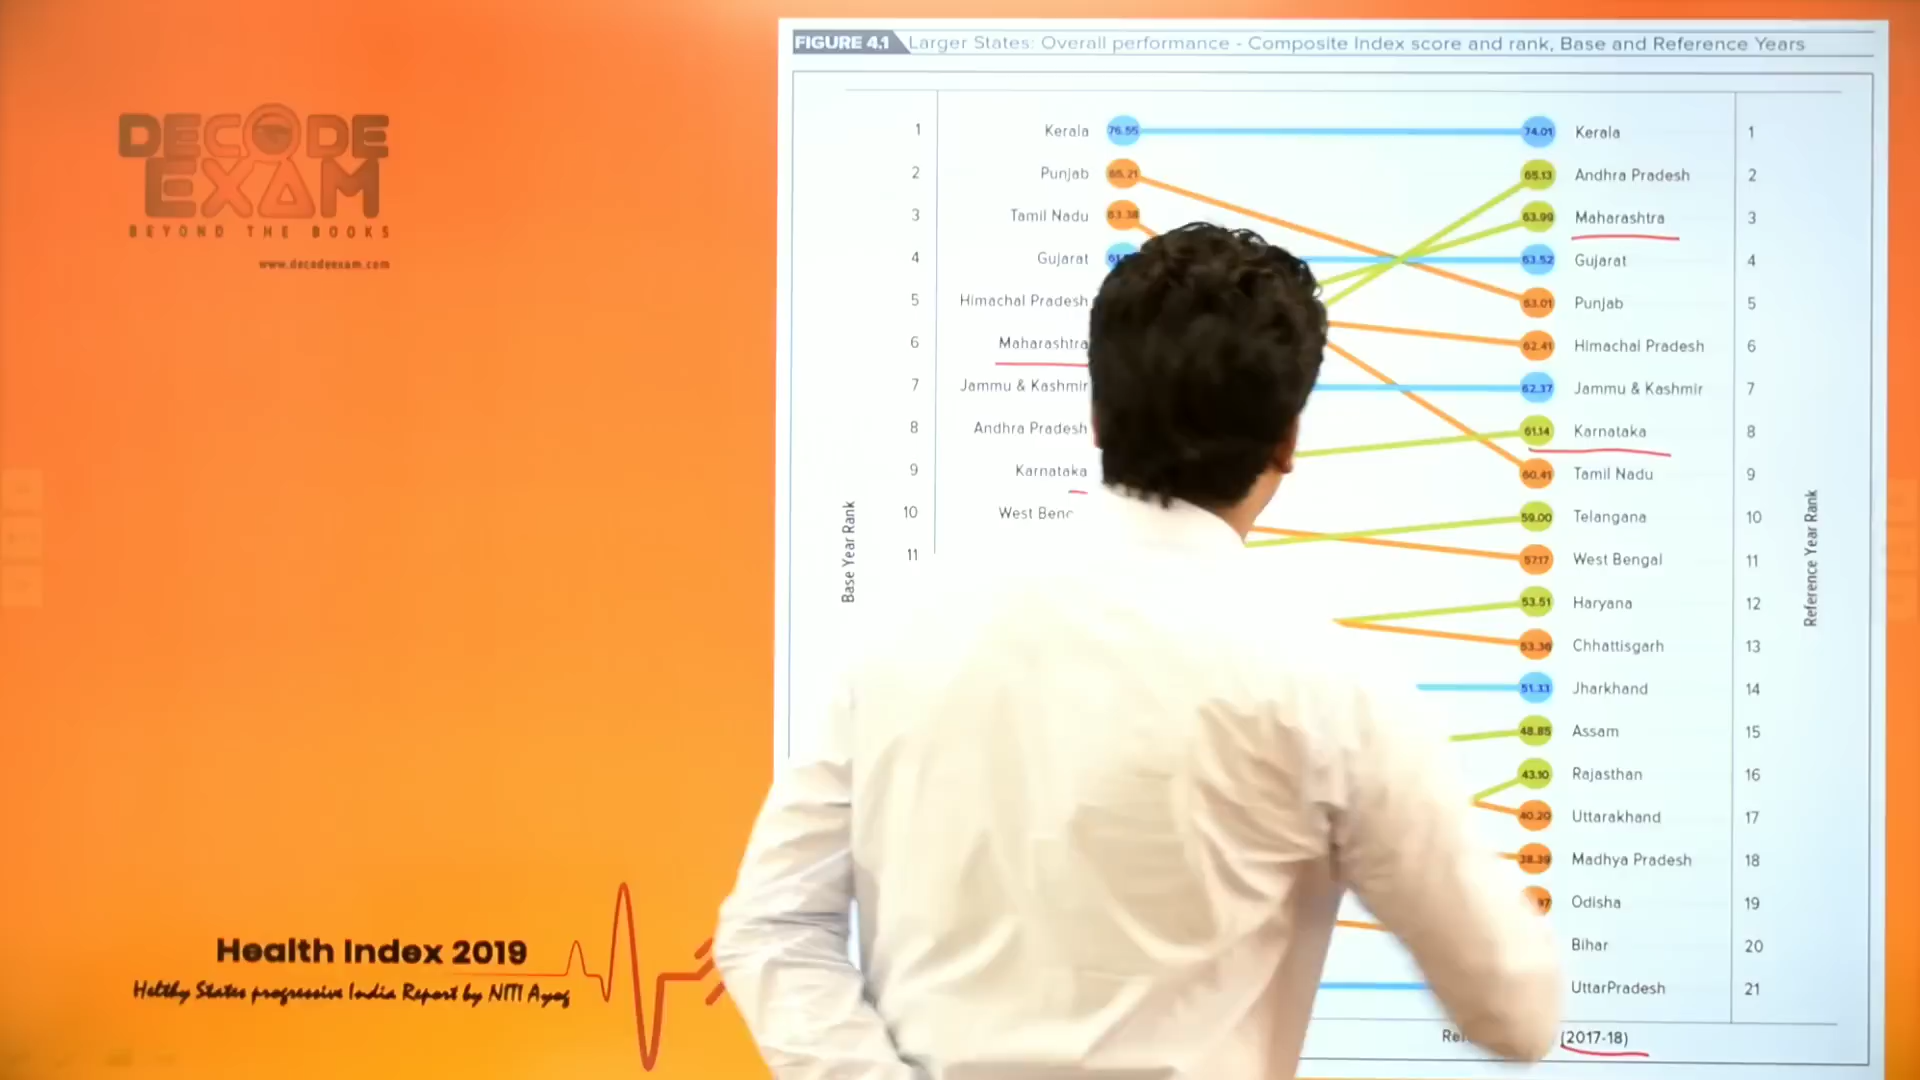 DECODE
EXAM
BEYOND THE BOOKS
www.decodeexam.com
Health Index 2019
Helthy States progressive India Report by NITI Ayog
FIGURE 4.1 Larger States: Overall performance - Composite Index score and rank, Base and Reference Years
1 Kerala 76.55 74.01 Kerala 1
2 Punjab 65.21 65.13 Andhra Pradesh 2
3 Tamil Nadu 63.38 63.99 Maharashtra 3
4 Gujarat 63.52 Gujarat 4
5 Himachal Pradesh 63.01 Punjab 5
6 Maharashtra 62.41 Himachal Pradesh 6
7 Jammu & Kashmir 62.37 Jammu & Kashmir 7
8 Andhra Pradesh 61.14 Karnataka 8
9 Karnataka 60.41 Tamil Nadu 9
10 West 59.00 Telangana 10
11 57.17 West Bengal 11
53.51 Haryana 12
53.36 Chhattisgarh 13
51.33 Jharkhand 14
48.85 Assam 15
43.10 Rajasthan 16
40.20 Uttarakhand 17
38.39 Madhya Pradesh 18
Odisha 19
Bihar 20
UttarPradesh 21
Base Year Rank
Reference Year Rank
(2017-18)